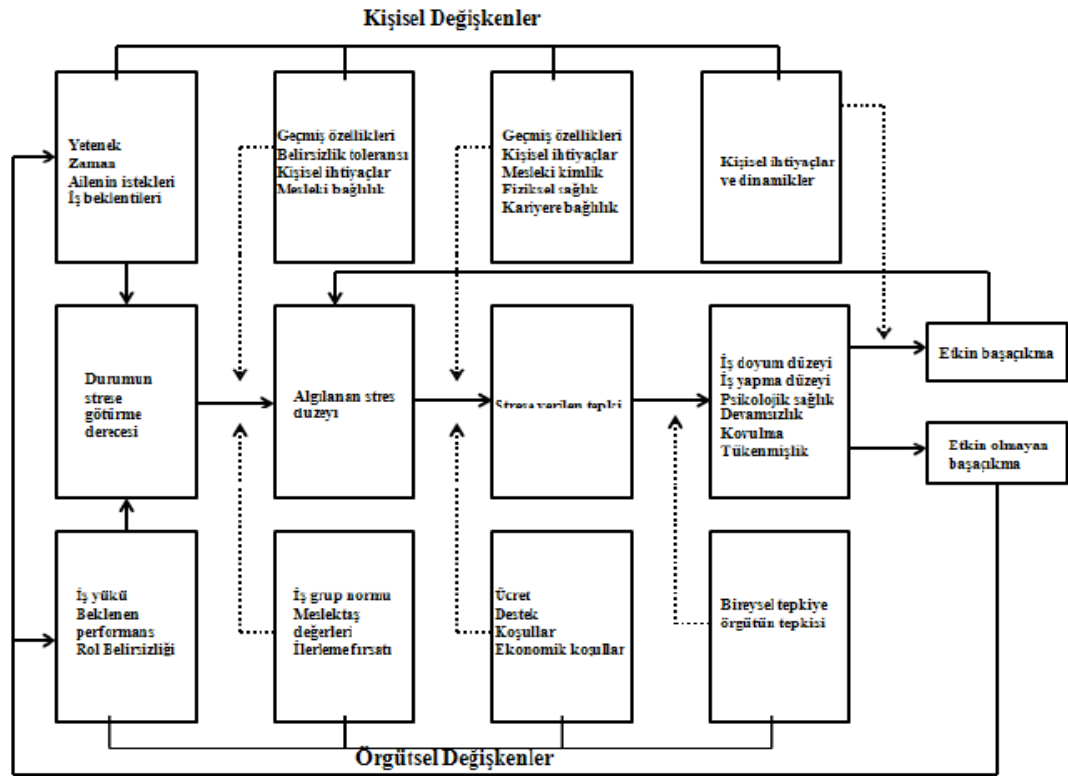 Kişisel Değişkenler
Yetenek
Zaman
Ailenin istekleri
İş beklentileri
Geçmiş özellikleri
Belirsizlik toleransı
Kişisel ihtiyaçlar
Mesleki bağlılık
Geçmiş özellikleri
Kişisel ihtiyaçlar
Mesleki kimlik
Fiziksel sağlık
Kariyere bağlılık
Kişisel ihtiyaçlar
ve dinamikler
Durumun
strese
götürme
derecesi
Algılanan stres
düzeyi
Strese verilen tepki
İş doyum düzeyi
İş yapma düzeyi
Psikolojik sağlık
Devamsızlık
Kovulma
Tükenmişlik
Etkin başaçıkma
Etkin olmayan
başaçıkma
İş yükü
Beklenen
performans
Rol Belirsizliği
İş grup normu
Meslektaş
değerleri
İlerleme fırsatı
Ücret
Destek
Koşullar
Ekonomik koşullar
Bireysel tepkiye
örgütün tepkisi
Örgütsel Değişkenler